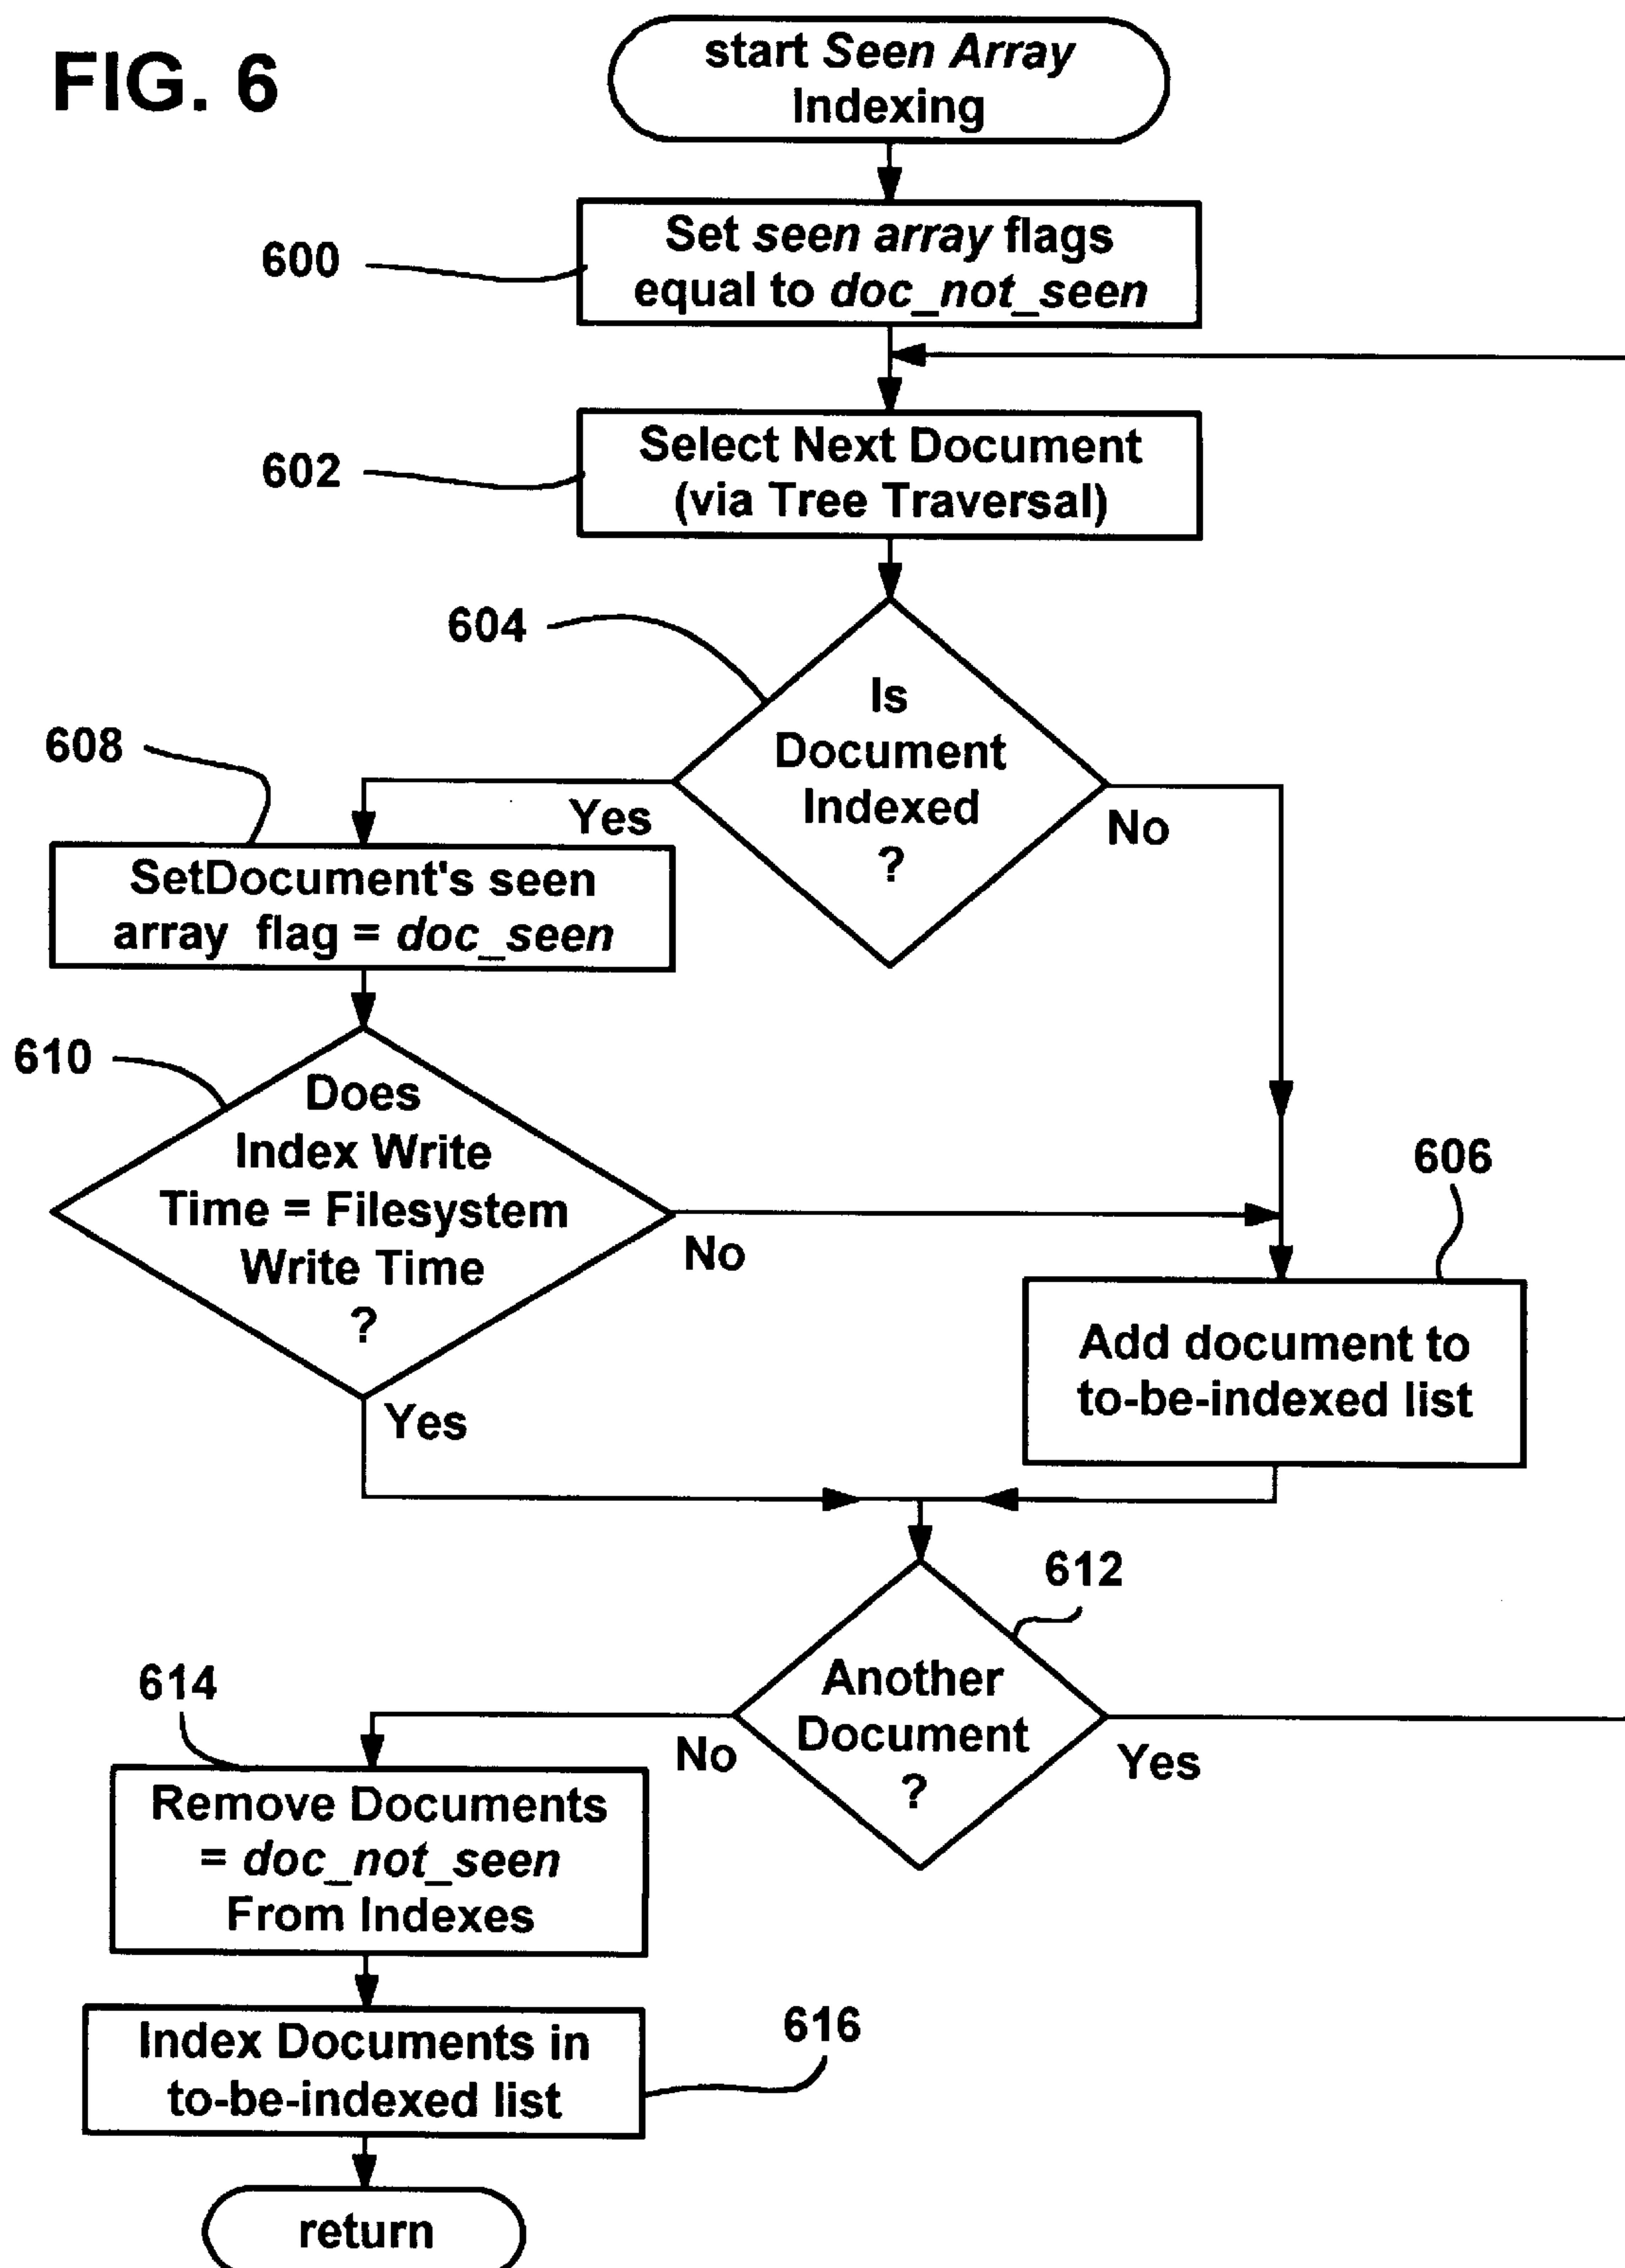 FIG. 6
start Seen Array
Indexing
600
Set seen array flags
equal to doc_not_seen
602
Select Next Document
(via Tree Traversal)
604
Is
Document
Indexed
?
608
Yes
No
SetDocument's seen
array flag = doc_seen
610
Does
Index Write
Time = Filesystem
Write Time
?
No
Yes
606
Add document to
to-be-indexed list
612
Another
Document
?
No
Yes
614
Remove Documents
= doc_not_seen
From Indexes
616
Index Documents in
to-be-indexed list
return